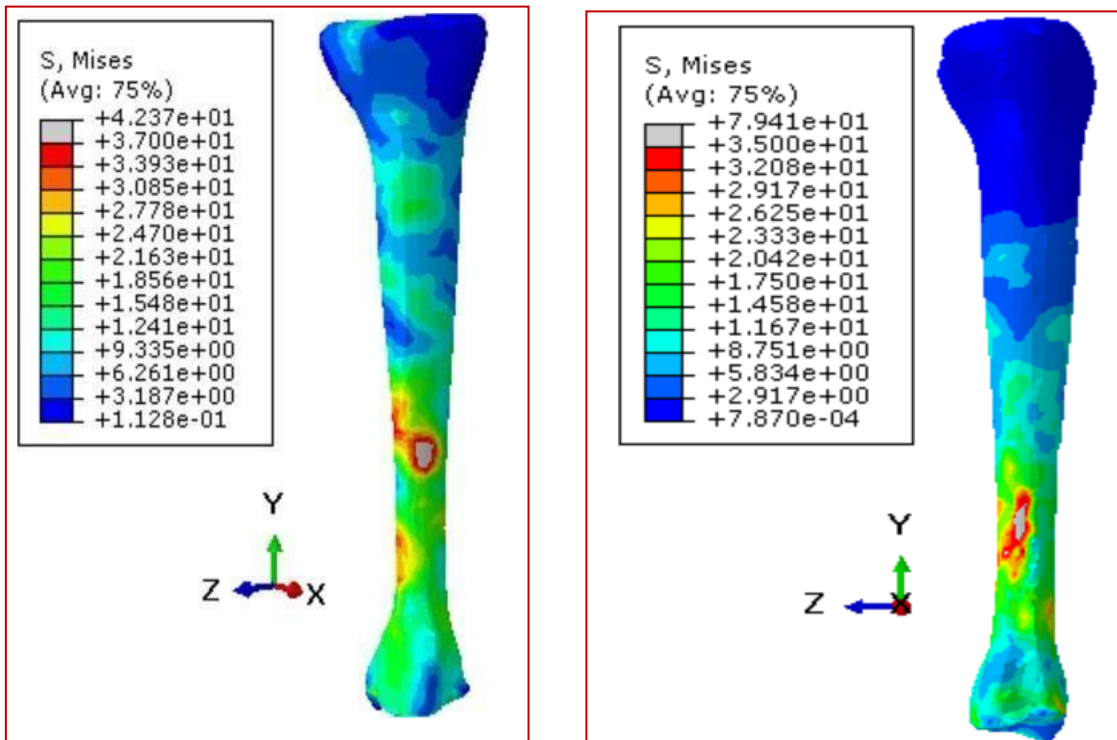 S, Mises
(Avg: 75%)
+4.237e+01
+3.700e+01
+3.393e+01
+3.085e+01
+2.778e+01
+2.470e+01
+2.163e+01
+1.856e+01
+1.548e+01
+1.241e+01
+9.335e+00
+6.261e+00
+3.187e+00
+1.128e-01
Y
Z
X
S, Mises
(Avg: 75%)
+7.941e+01
+3.500e+01
+3.208e+01
+2.917e+01
+2.625e+01
+2.333e+01
+2.042e+01
+1.750e+01
+1.458e+01
+1.167e+01
+8.751e+00
+5.834e+00
+2.917e+00
+7.870e-04
Y
Z
X